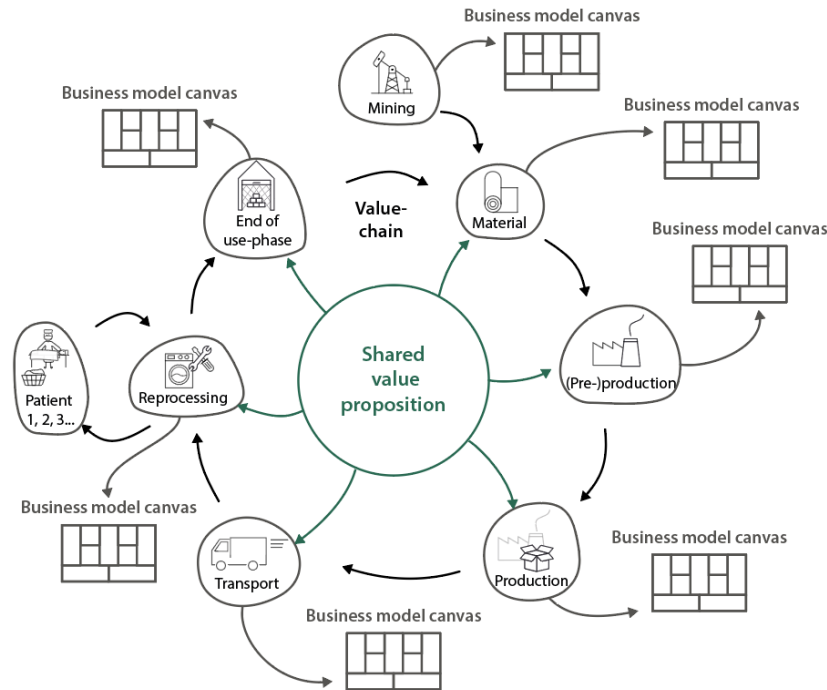 Business model canvas
Mining
Business model canvas
Business model canvas
End of
use-phase
Value-
chain
Material
Business model canvas
Shared
value
proposition
(Pre-)production
Patient
1, 2, 3...
Reprocessing
Business model canvas
Transport
Production
Business model canvas
Business model canvas